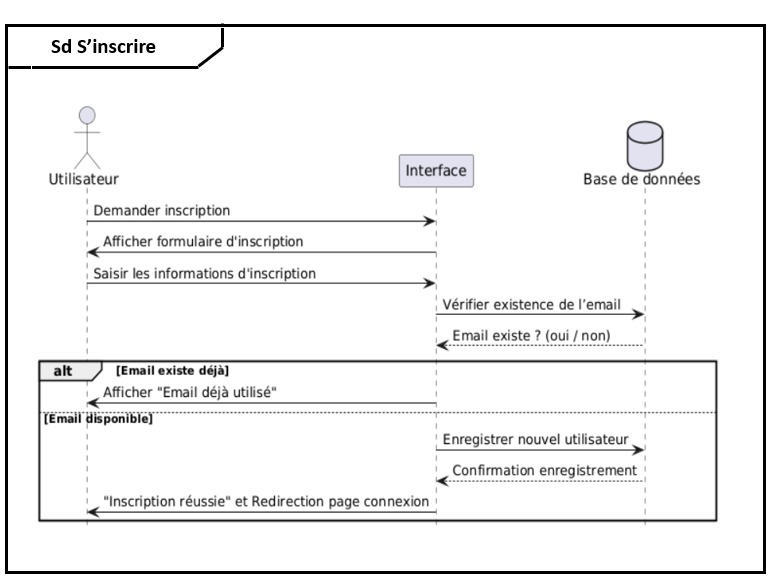 Sd S’inscrire
Utilisateur
Interface
Base de données
Demander inscription
Afficher formulaire d'inscription
Saisir les informations d'inscription
Vérifier existence de l’email
Email existe ? (oui / non)
alt [Email existe déjà]
Afficher "Email déjà utilisé"
[Email disponible]
Enregistrer nouvel utilisateur
Confirmation enregistrement
"Inscription réussie" et Redirection page connexion